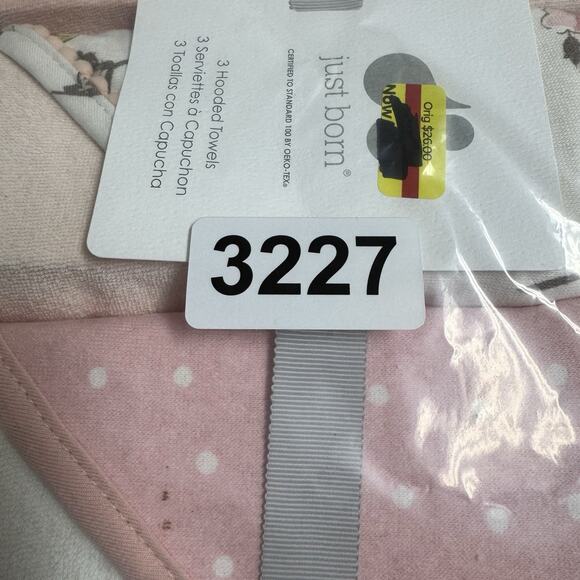 3 Hooded Towels
3 Serviettes à Capuchon
3 Toallas con Capucha
CERTIFIED TO STANDARD 100 BY OEKO-TEX®
just born®
Orig $26.00
Now
3227